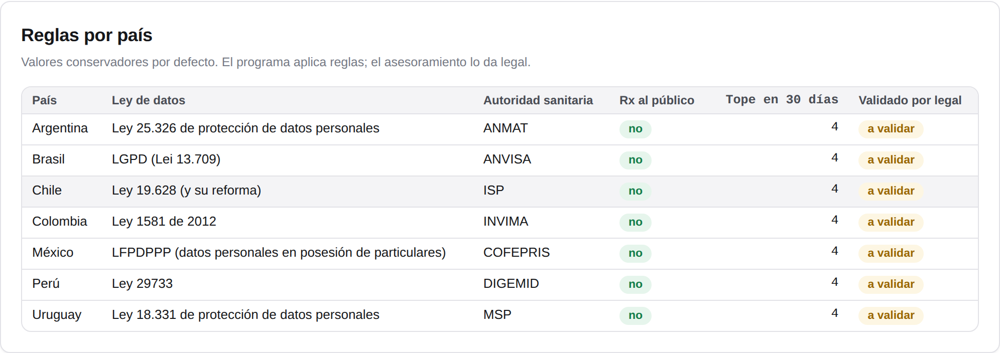 Reglas por país
Valores conservadores por defecto. El programa aplica reglas; el asesoramiento lo da legal.
País Ley de datos Autoridad sanitaria Rx al público Tope en 30 días Validado por legal
Argentina Ley 25.326 de protección de datos personales ANMAT no 4 a validar
Brasil LGPD (Lei 13.709) ANVISA no 4 a validar
Chile Ley 19.628 (y su reforma) ISP no 4 a validar
Colombia Ley 1581 de 2012 INVIMA no 4 a validar
México LFPDPPP (datos personales en posesión de particulares) COFEPRIS no 4 a validar
Perú Ley 29733 DIGEMID no 4 a validar
Uruguay Ley 18.331 de protección de datos personales MSP no 4 a validar